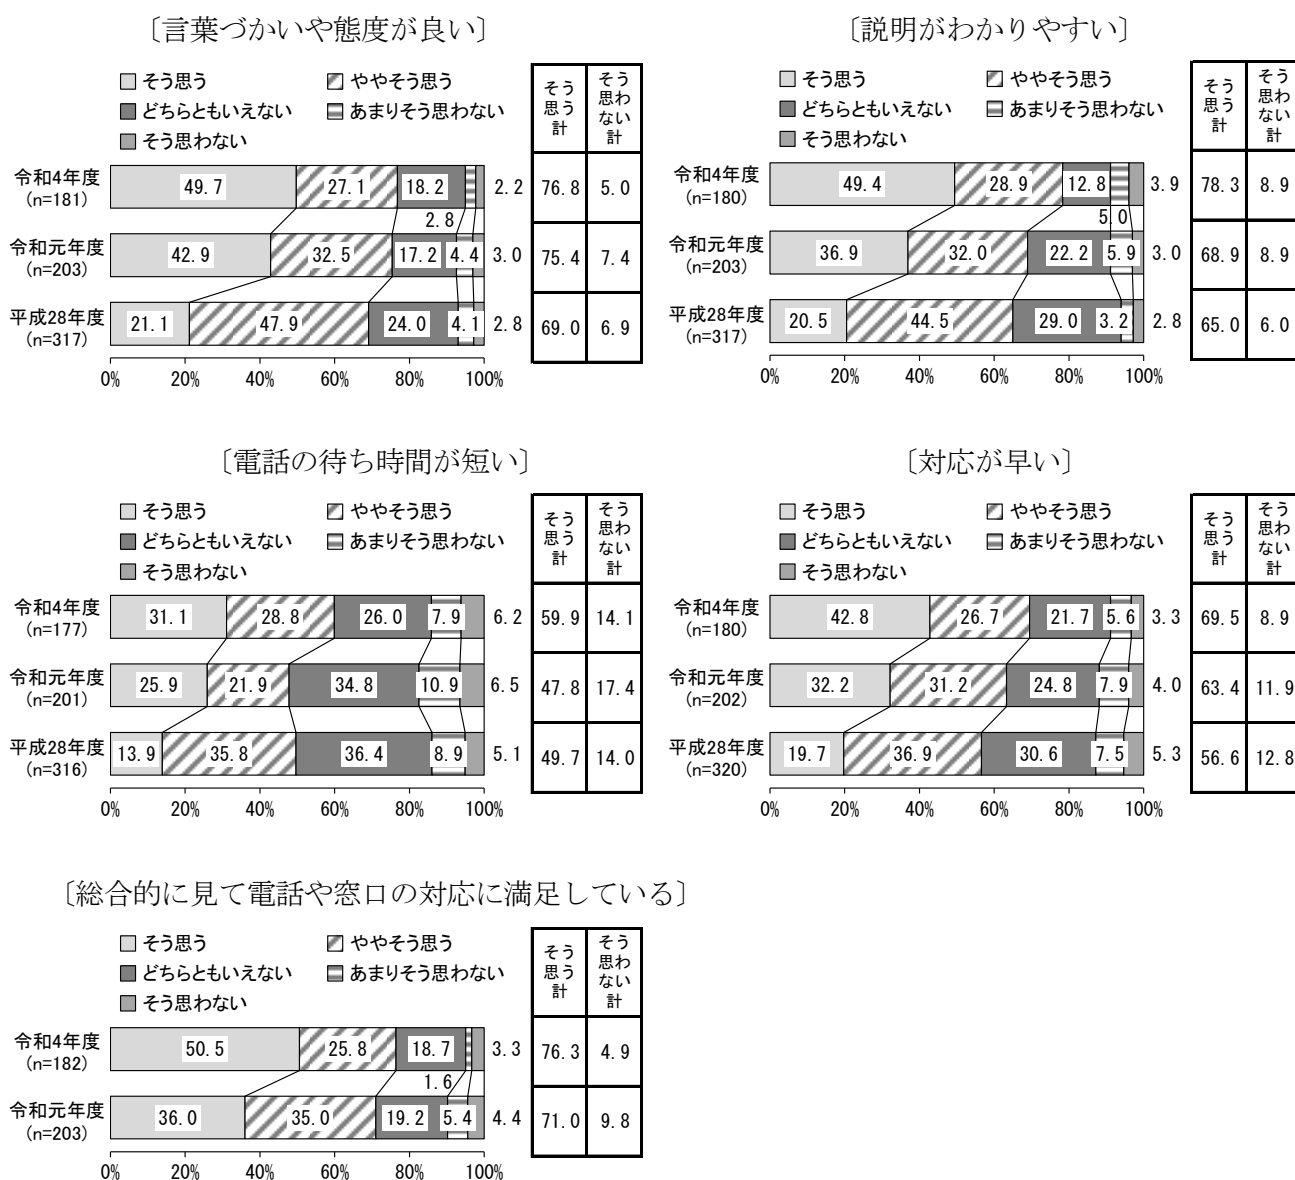 〔言葉づかいや態度が良い〕
そう思う ややそう思う
どちらともいえない あまりそう思わない
そう思わない
そう思う計 そう思わない計
令和4年度 (n=181) 49.7 27.1 18.2 2.8 2.2 76.8 5.0
令和元年度 (n=203) 42.9 32.5 17.2 4.4 3.0 75.4 7.4
平成28年度 (n=317) 21.1 47.9 24.0 4.1 2.8 69.0 6.9
0% 20% 40% 60% 80% 100%
〔説明がわかりやすい〕
そう思う ややそう思う
どちらともいえない あまりそう思わない
そう思わない
そう思う計 そう思わない計
令和4年度 (n=180) 49.4 28.9 12.8 5.0 3.9 78.3 8.9
令和元年度 (n=203) 36.9 32.0 22.2 5.9 3.0 68.9 8.9
平成28年度 (n=317) 20.5 44.5 29.0 3.2 2.8 65.0 6.0
0% 20% 40% 60% 80% 100%
〔電話の待ち時間が短い〕
そう思う ややそう思う
どちらともいえない あまりそう思わない
そう思わない
そう思う計 そう思わない計
令和4年度 (n=177) 31.1 28.8 26.0 7.9 6.2 59.9 14.1
令和元年度 (n=201) 25.9 21.9 34.8 10.9 6.5 47.8 17.4
平成28年度 (n=316) 13.9 35.8 36.4 8.9 5.1 49.7 14.0
0% 20% 40% 60% 80% 100%
〔対応が早い〕
そう思う ややそう思う
どちらともいえない あまりそう思わない
そう思わない
そう思う計 そう思わない計
令和4年度 (n=180) 42.8 26.7 21.7 5.6 3.3 69.5 8.9
令和元年度 (n=202) 32.2 31.2 24.8 7.9 4.0 63.4 11.9
平成28年度 (n=320) 19.7 36.9 30.6 7.5 5.3 56.6 12.8
0% 20% 40% 60% 80% 100%
〔総合的に見て電話や窓口の対応に満足している〕
そう思う ややそう思う
どちらともいえない あまりそう思わない
そう思わない
そう思う計 そう思わない計
令和4年度 (n=182) 50.5 25.8 18.7 1.6 3.3 76.3 4.9
令和元年度 (n=203) 36.0 35.0 19.2 5.4 4.4 71.0 9.8
0% 20% 40% 60% 80% 100%